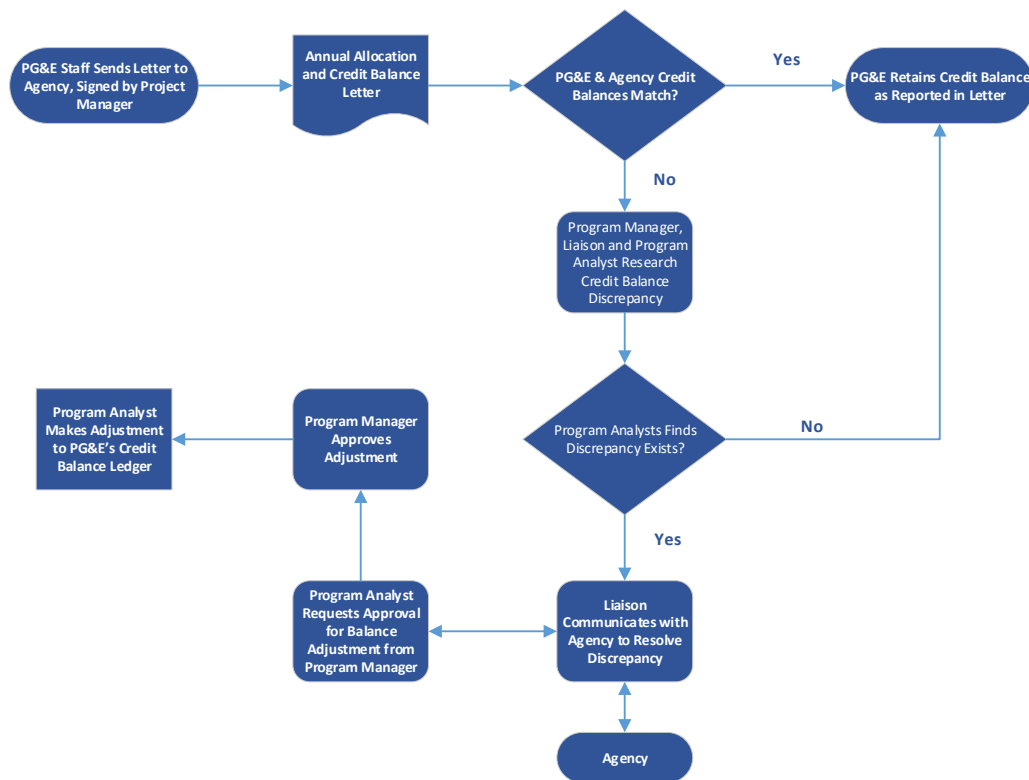 PG&E Staff Sends Letter to
Agency, Signed by Project
Manager
Annual Allocation
and Credit Balance
Letter
PG&E & Agency Credit
Balances Match?
Yes
PG&E Retains Credit Balance
as Reported in Letter
No
Program Manager,
Liaison and Program
Analyst Research
Credit Balance
Discrepancy
Program Analysts Finds
Discrepancy Exists?
No
Program Manager
Approves
Adjustment
Program Analyst
Makes Adjustment
to PG&E's Credit
Balance Ledger
Yes
Program Analyst
Requests Approval
for Balance
Adjustment from
Program Manager
Liaison
Communicates with
Agency to Resolve
Discrepancy
Agency